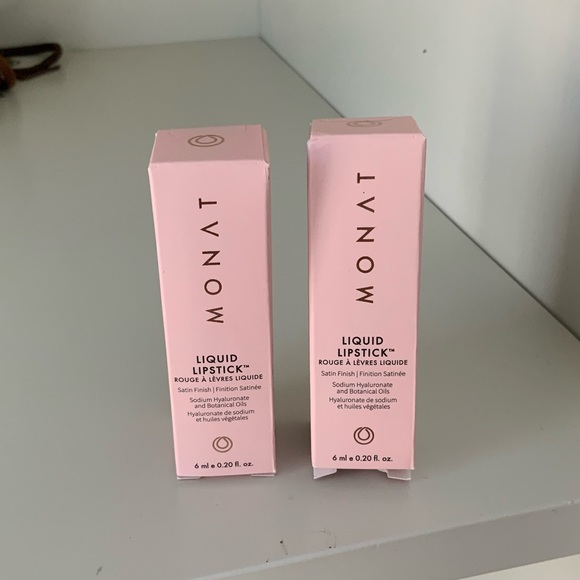 MONAT
LIQUID
LIPSTICK™
ROUGE À LÈVRES LIQUIDE
Satin Finish | Finition Satinée
Sodium Hyaluronate
and Botanical Oils
Hyaluronate de sodium
et huiles végétales
6 ml e 0.20 fl. oz.
MONAT
LIQUID
LIPSTICK™
ROUGE À LÈVRES LIQUIDE
Satin Finish | Finition Satinée
Sodium Hyaluronate
and Botanical Oils
Hyaluronate de sodium
et huiles végétales
6 ml e 0.20 fl. oz.